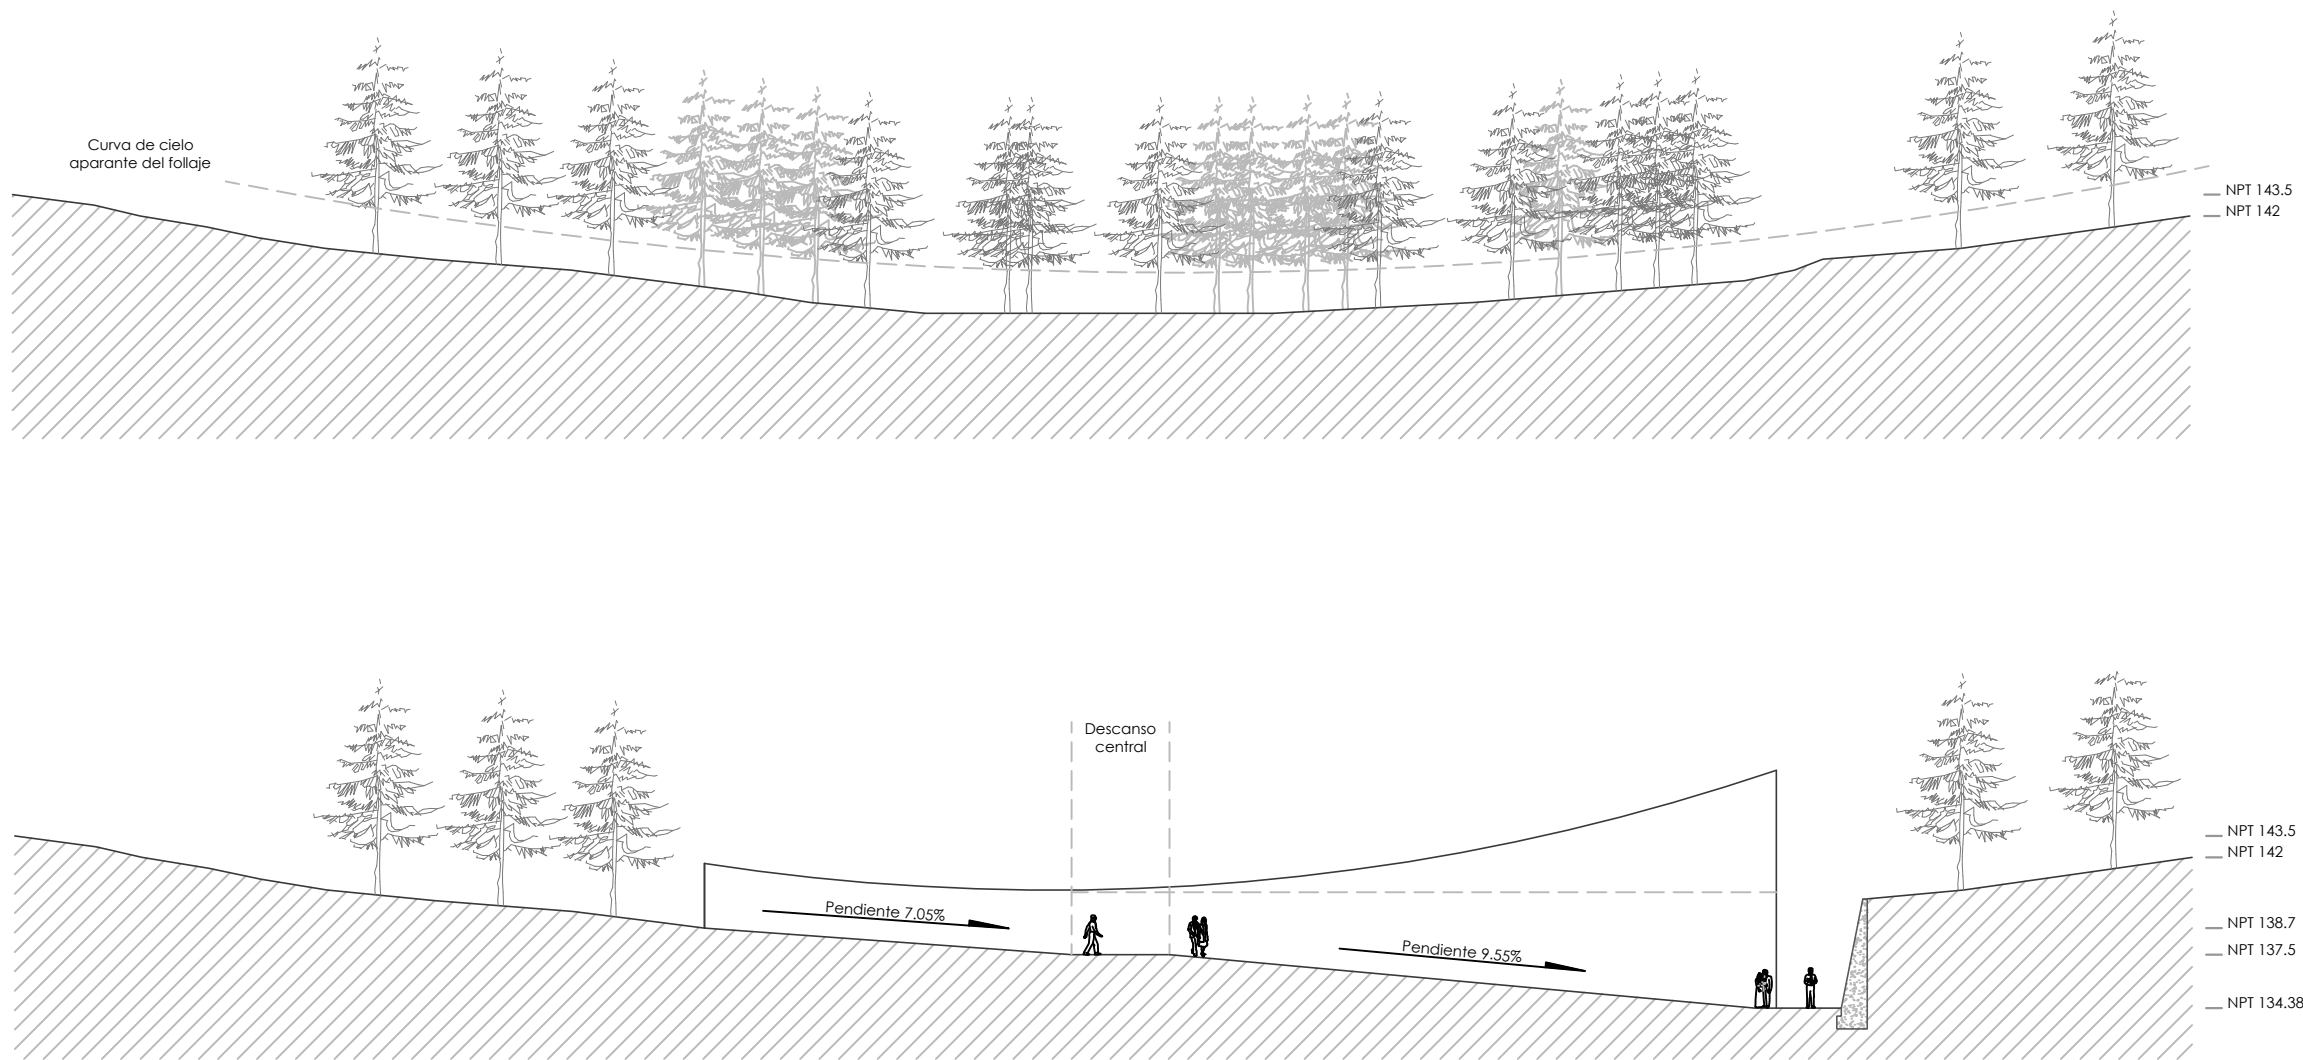 Curva de cielo
aparante del follaje
NPT 143.5
NPT 142
Descanso
central
Pendiente 7.05%
Pendiente 9.55%
NPT 143.5
NPT 142
NPT 138.7
NPT 137.5
NPT 134.38